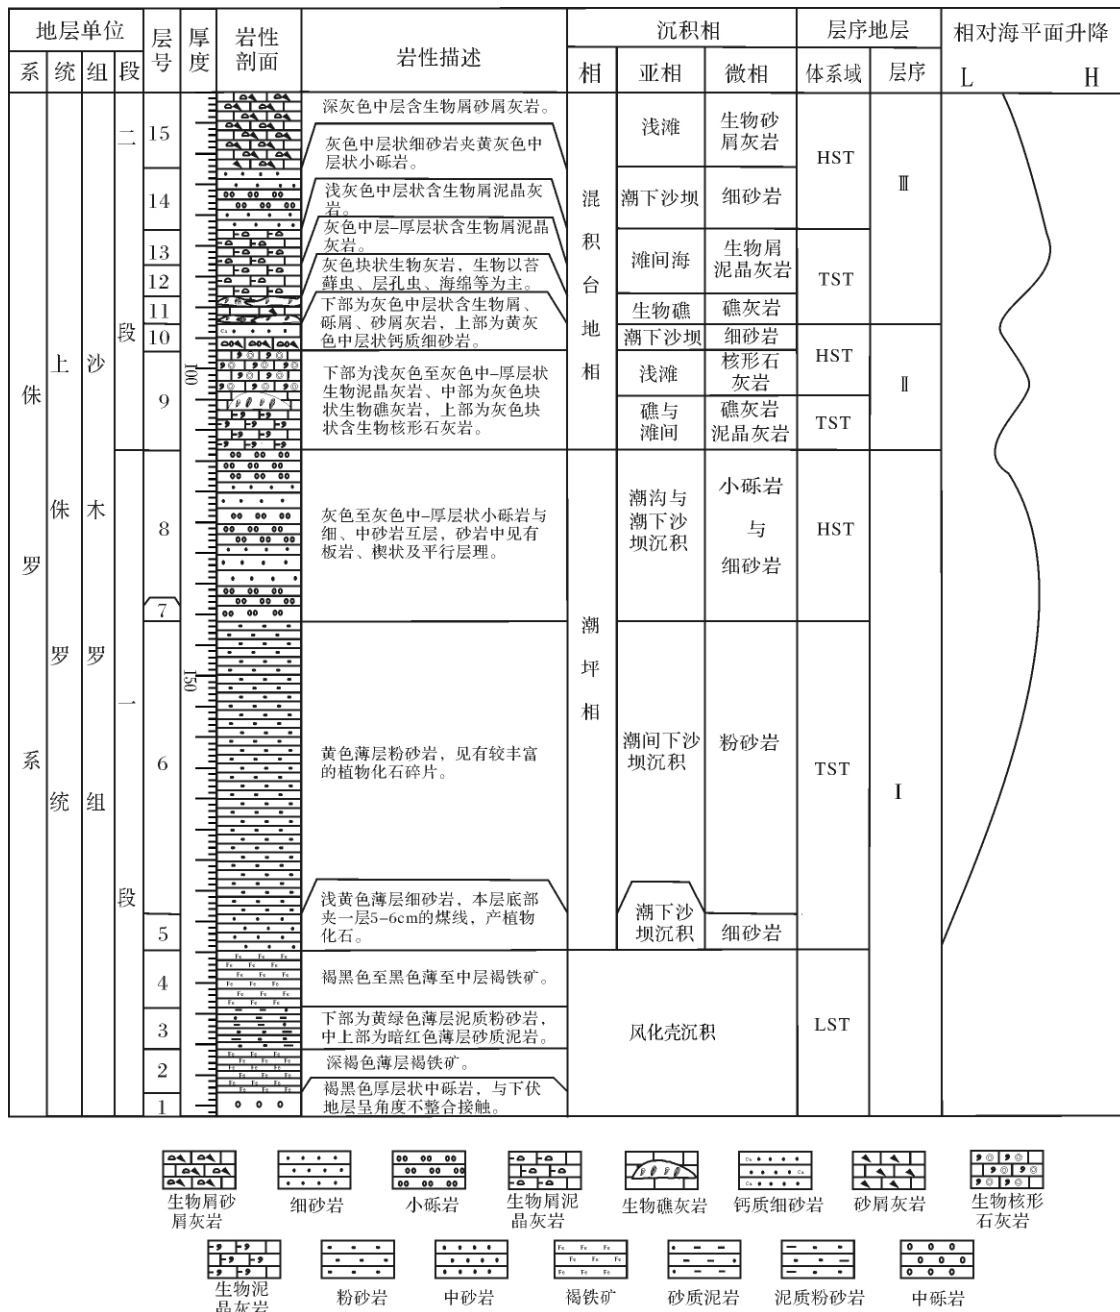 地层单位
层号
厚度
岩性
剖面
岩性描述
沉积相
层序地层
相对海平面升降
系
统
组
段
相
亚相
微相
体系域
层序
L
H
侏罗系
上侏罗统
沙木罗组
二段
一段
15
14
13
12
11
10
9
8
7
6
5
4
3
2
1
100
150
深灰色中层含生物屑砂屑灰岩。
灰色中层状细砂岩夹黄灰色中
层状小砾岩。
浅灰色中层状含生物屑泥晶灰
岩。
灰色中层-厚层状含生物屑泥晶
灰岩。
灰色块状生物灰岩，生物以苔
藓虫、层孔虫、海绵等为主。
下部为灰色中层状含生物屑、
砾屑、砂屑灰岩，上部为黄灰
色中层状钙质细砂岩。
下部为浅灰色至灰色中-厚层状
生物泥晶灰岩、中部为灰色块
状生物礁灰岩，上部为灰色块
状含生物核形石灰岩。
灰色至灰色中-厚层状小砾岩与
细、中砂岩互层，砂岩中见有
板岩、楔状及平行层理。
黄色薄层粉砂岩，见有较丰富
的植物化石碎片。
浅黄色薄层细砂岩，本层底部
夹一层5-6cm的煤线，产植物
化石。
褐黑色至黑色薄至中层褐铁矿。
下部为黄绿色薄层泥质粉砂岩，
中上部为暗红色薄层砂质泥岩。
深褐色薄层褐铁矿。
褐黑色厚层状中砾岩，与下伏
地层呈角度不整合接触。
混积台地相
潮坪相
浅滩
潮下沙坝
滩间海
生物礁
潮下沙坝
浅滩
礁与
滩间
潮沟与
潮下沙
坝沉积
潮间下沙
坝沉积
潮下沙
坝沉积
风化壳沉积
生物砂
屑灰岩
细砂岩
生物屑
泥晶灰岩
礁灰岩
细砂岩
核形石
灰岩
礁灰岩
泥晶灰岩
小砾岩
与
细砂岩
粉砂岩
细砂岩
HST
TST
HST
TST
HST
TST
LST
Ⅲ
Ⅱ
Ⅰ
生物屑砂
屑灰岩
细砂岩
小砾岩
生物屑泥
晶灰岩
生物礁灰岩
钙质细砂岩
砂屑灰岩
生物核形
石灰岩
生物泥
晶灰岩
粉砂岩
中砂岩
褐铁矿
砂质泥岩
泥质粉砂岩
中砾岩